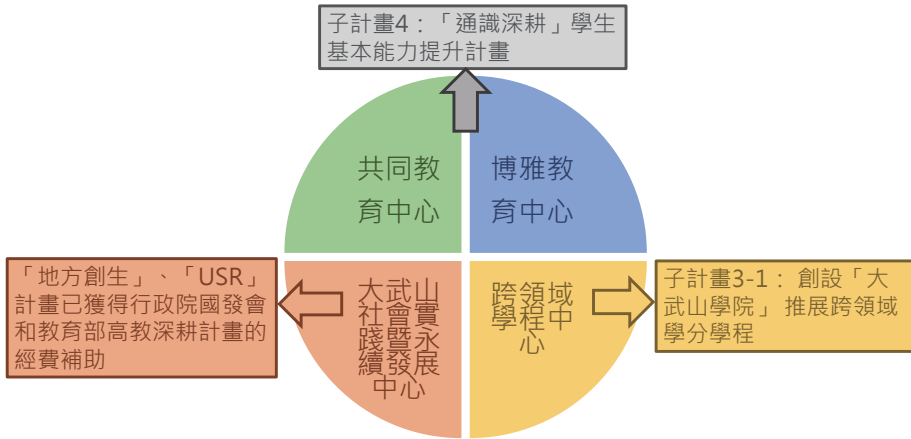 子計畫4：「通識深耕」學生
基本能力提升計畫
共同教
育中心
博雅教
育中心
「地方創生」、「USR」
計畫已獲得行政院國發會
和教育部高教深耕計畫的
經費補助
大武山
社會實
踐暨永
續發展
中心
跨領域
學程中
心
子計畫3-1： 創設「大
武山學院」 推展跨領域
學分學程